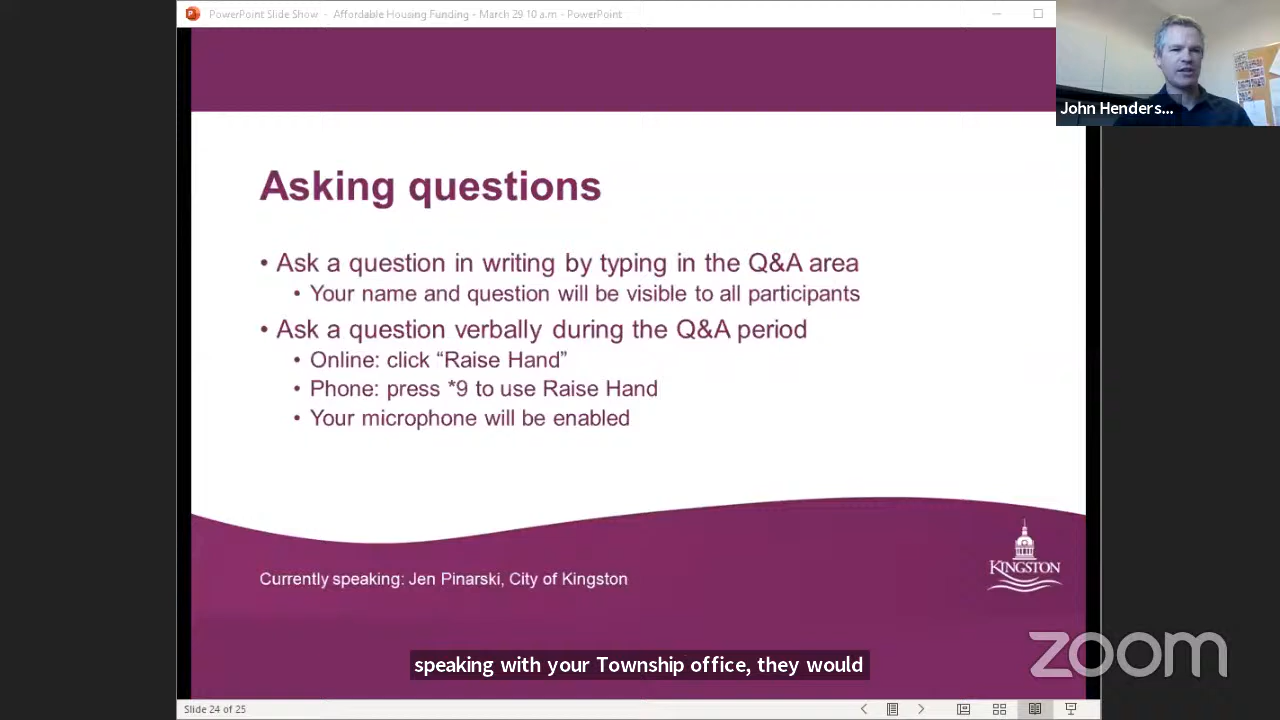 PowerPoint Slide Show - Affordable Housing Funding - March 29 10 a.m - PowerPoint
John Henders...
Asking questions
• Ask a question in writing by typing in the Q&A area
• Your name and question will be visible to all participants
• Ask a question verbally during the Q&A period
• Online: click “Raise Hand”
• Phone: press *9 to use Raise Hand
• Your microphone will be enabled
KINGSTON
Currently speaking: Jen Pinarski, City of Kingston
speaking with your Township office, they would
zoom
Slide 24 of 25